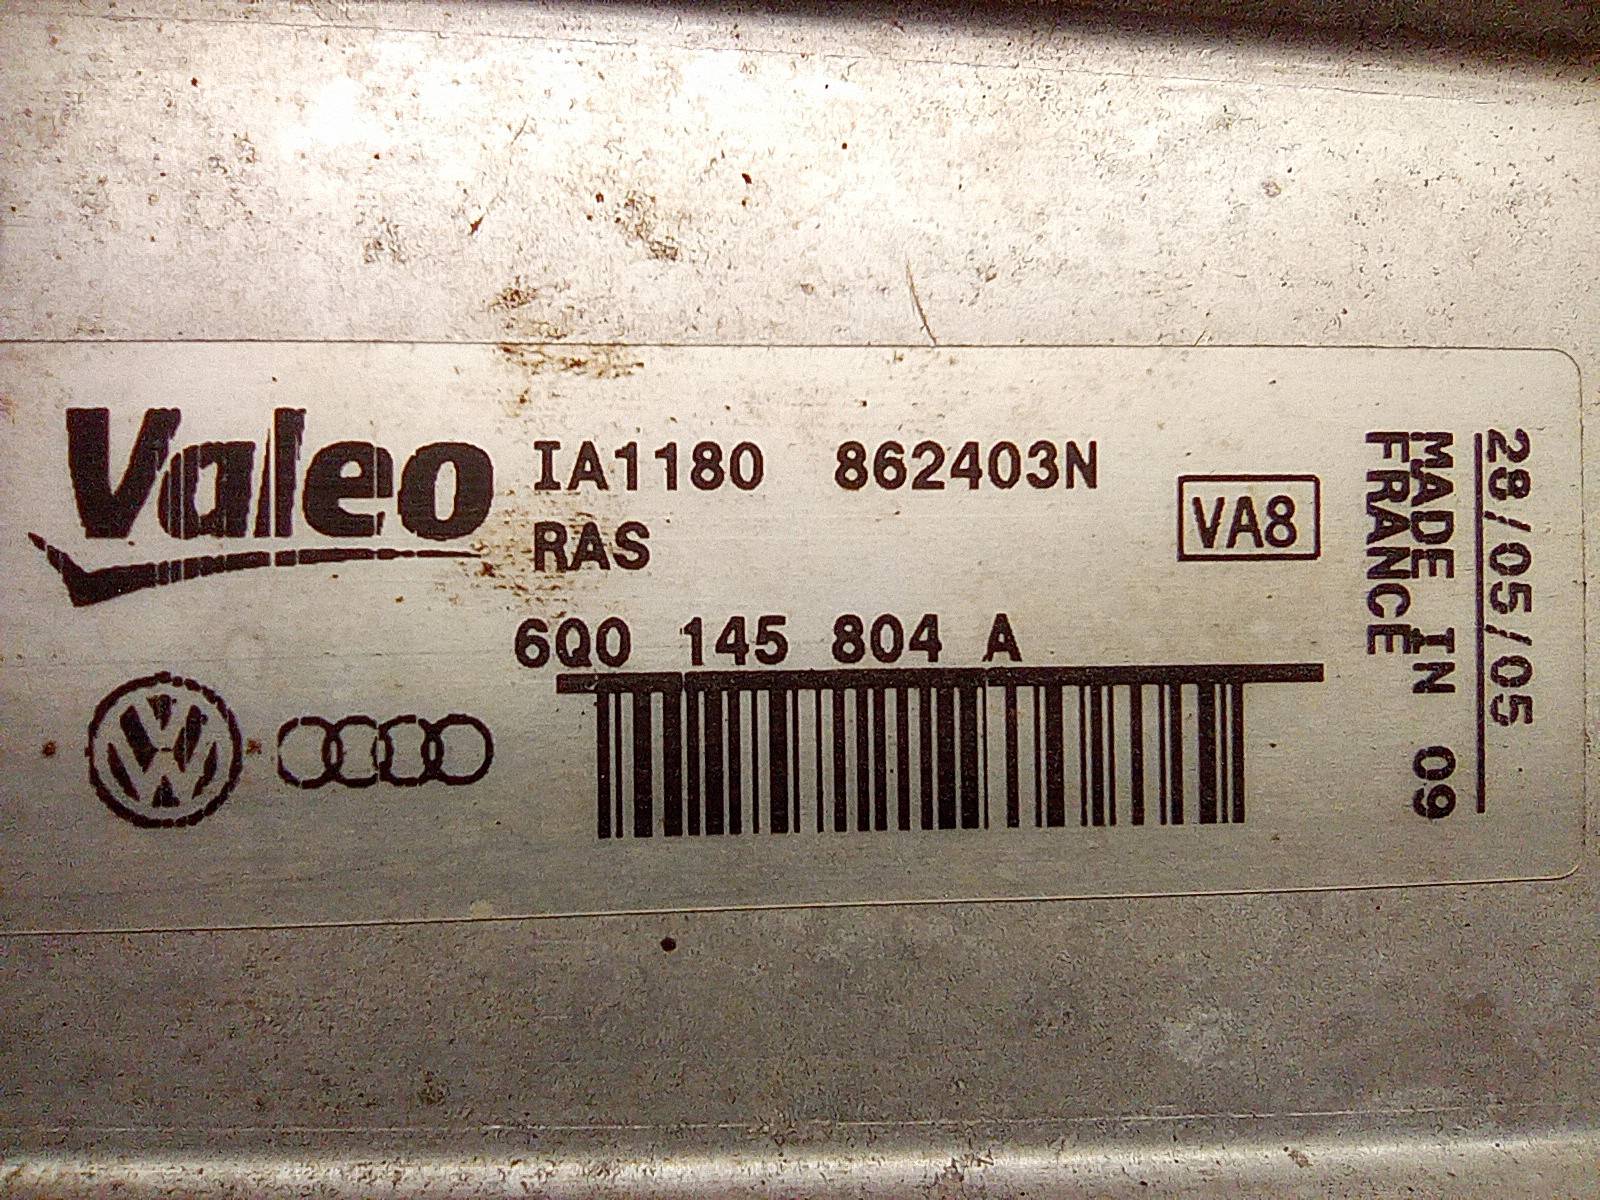 Valeo
IA1180 862403N
RAS
VA8
6Q0 145 804 A
28/05/05
MADE IN 09
FRANCE